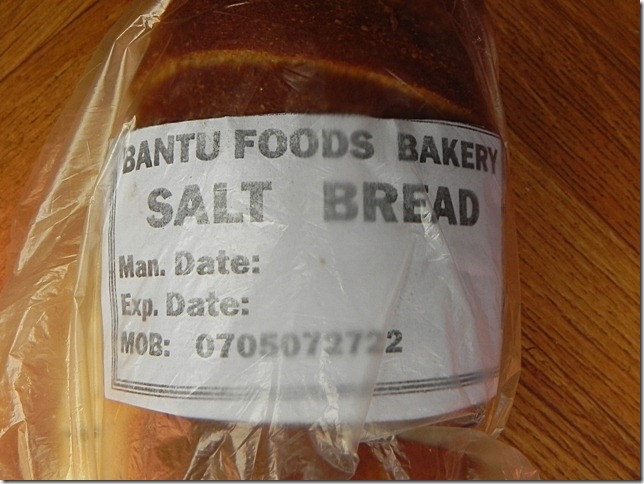 BANTU FOODS BAKERY
SALT BREAD
Man. Date:
Exp. Date:
MOB: 0705072722